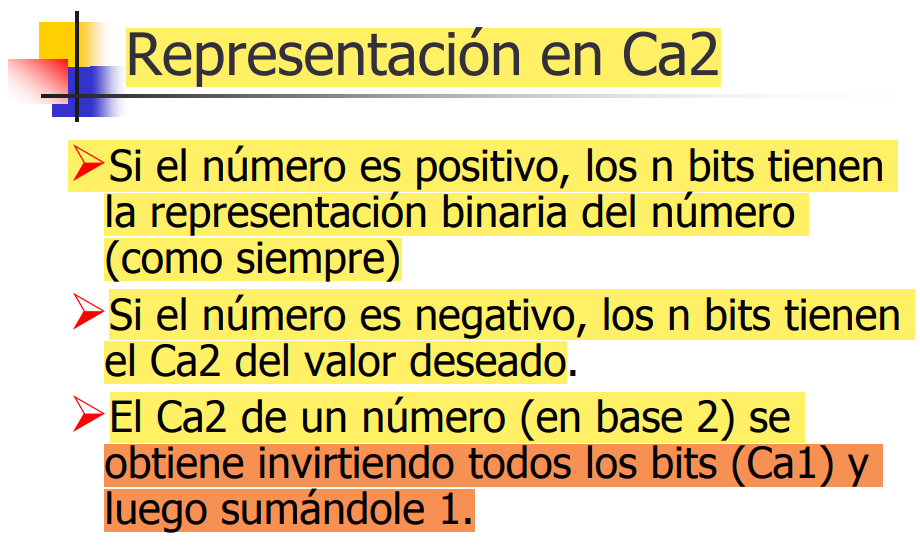 Representación en Ca2
Si el número es positivo, los n bits tienen
la representación binaria del número
(como siempre)
Si el número es negativo, los n bits tienen
el Ca2 del valor deseado.
El Ca2 de un número (en base 2) se
obtiene invirtiendo todos los bits (Ca1) y
luego sumándole 1.